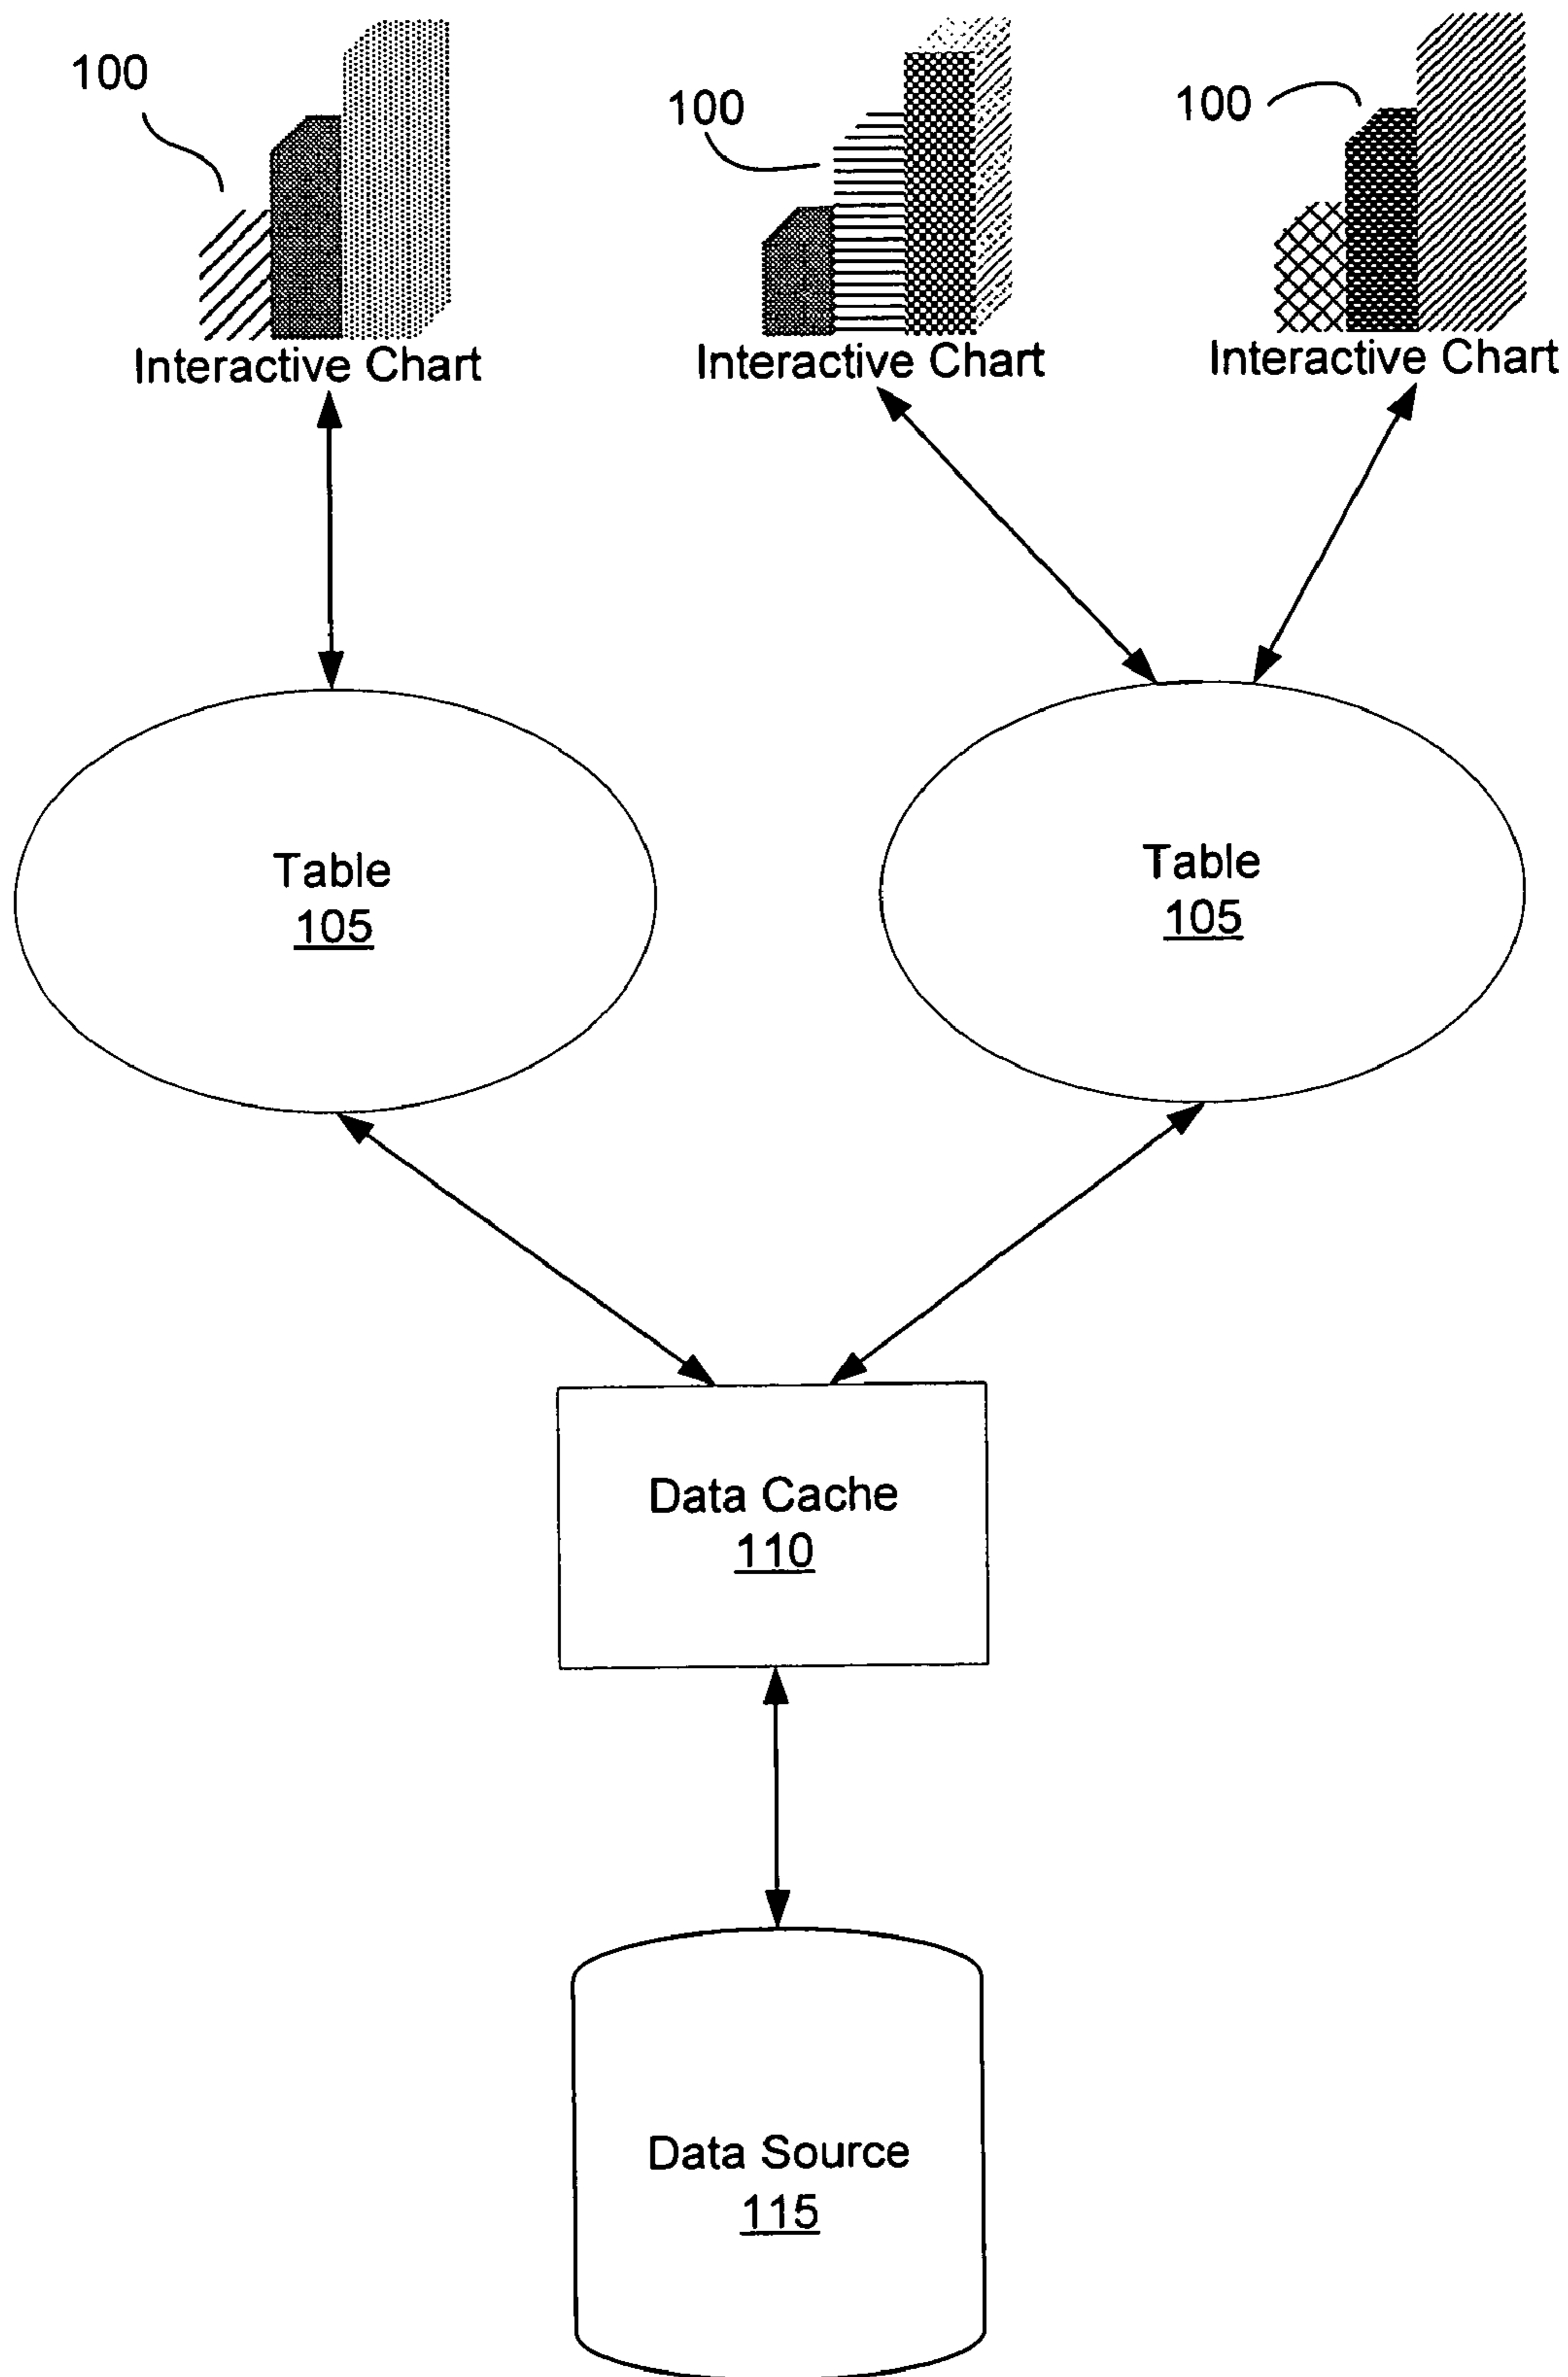 100
100
100
Interactive Chart
Interactive Chart
Interactive Chart
Table
105
Table
105
Data Cache
110
Data Source
115